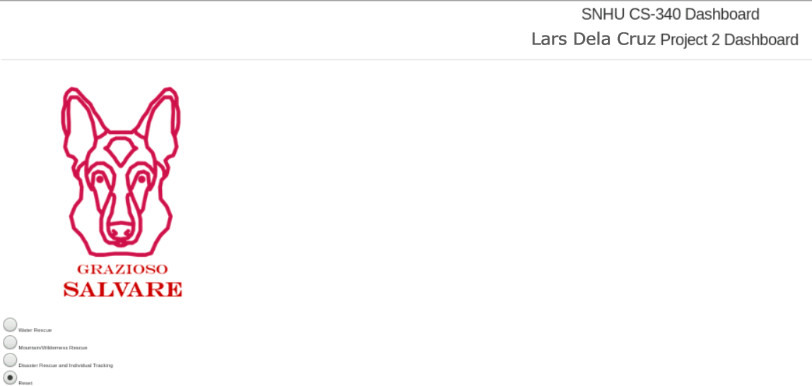 SNHU CS-340 Dashboard
Lars Dela Cruz Project 2 Dashboard
GRAZIOSO
SALVARE
Water Rescue
Mountain/Wilderness Rescue
Disaster Rescue and Individual Tracking
Reset